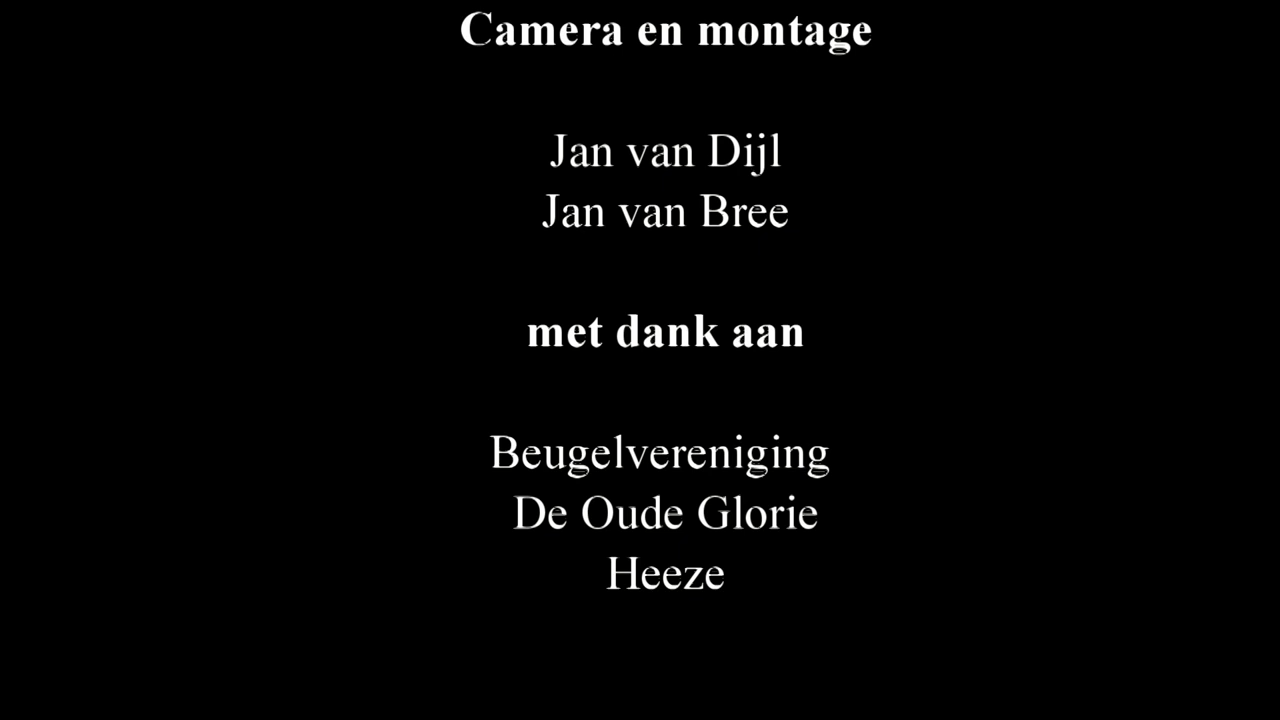 Camera en montage
Jan van Dijl
Jan van Bree
met dank aan
Beugelvereniging
De Oude Glorie
Heeze